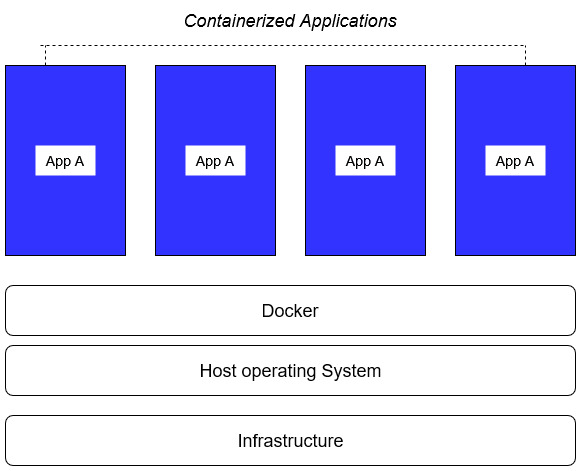 Containerized Applications
App A
App A
App A
App A
Docker
Host operating System
Infrastructure